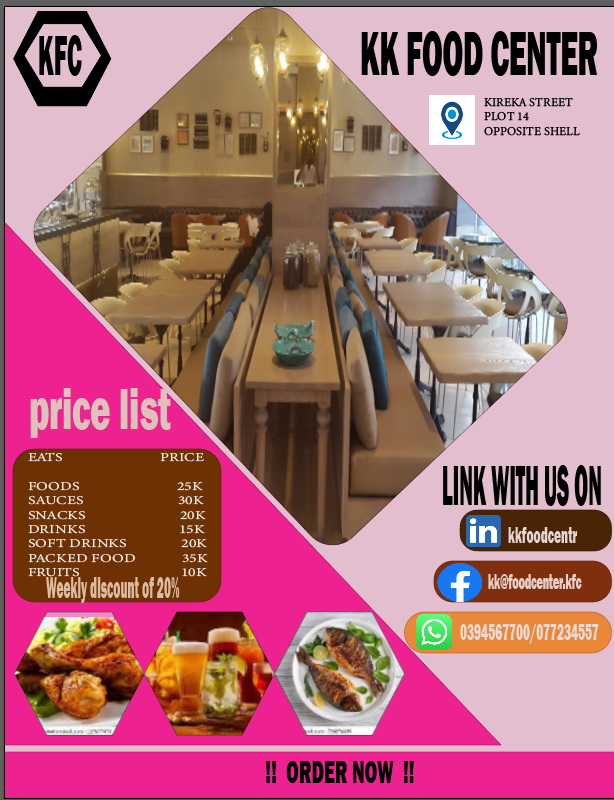 KFC
KK FOOD CENTER
KIREKA STREET
PLOT 14
OPPOSITE SHELL
price list
EATS PRICE
FOODS 25K
SAUCES 30K
SNACKS 20K
DRINKS 15K
SOFT DRINKS 20K
PACKED FOOD 35K
FRUITS 10K
Weekly dIscount of 20%
LINK WITH US ON
in kkfoodcentr
f kk@foodcenter.kfc
0394567700/077234557
!! ORDER NOW !!